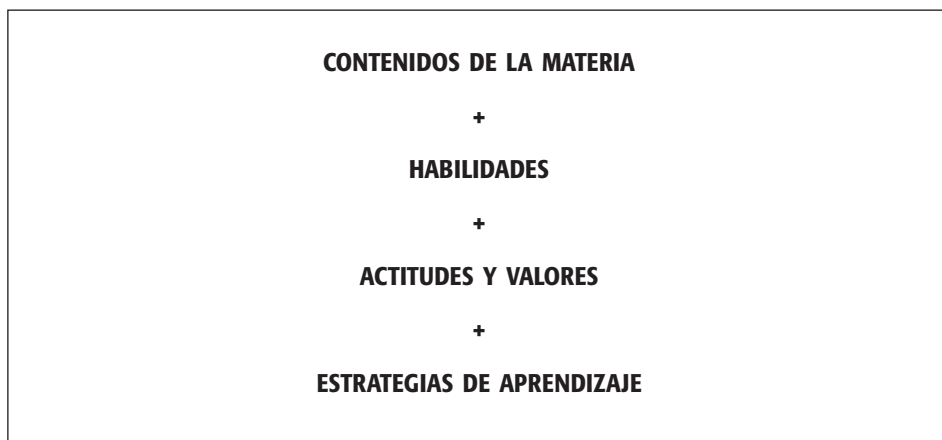 CONTENIDOS DE LA MATERIA
+
HABILIDADES
+
ACTITUDES Y VALORES
+
ESTRATEGIAS DE APRENDIZAJE